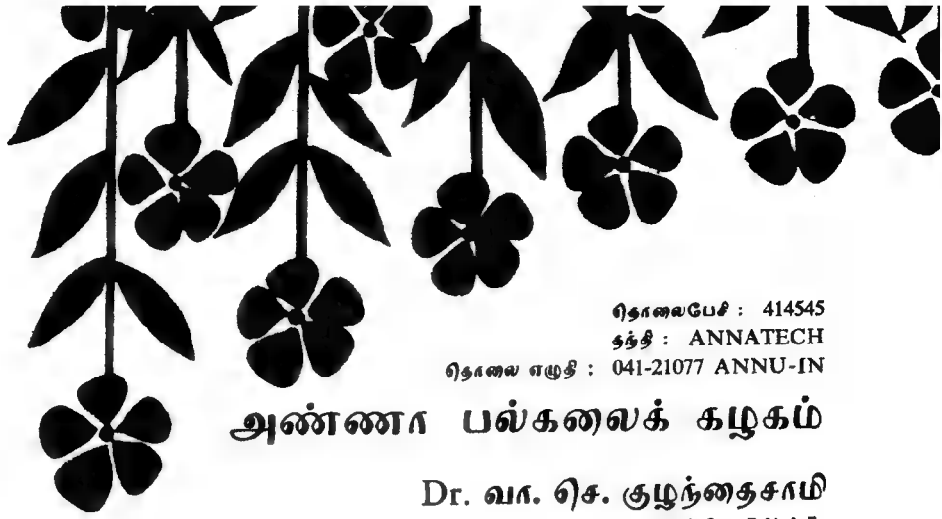 தொலைபேசி : 414545
தந்தி : ANNATECH
தொலை எழுதி : 041-21077 ANNU-IN
அண்ணா பல்கலைக் கழகம்
Dr. வா. செ. குழந்தைசாமி